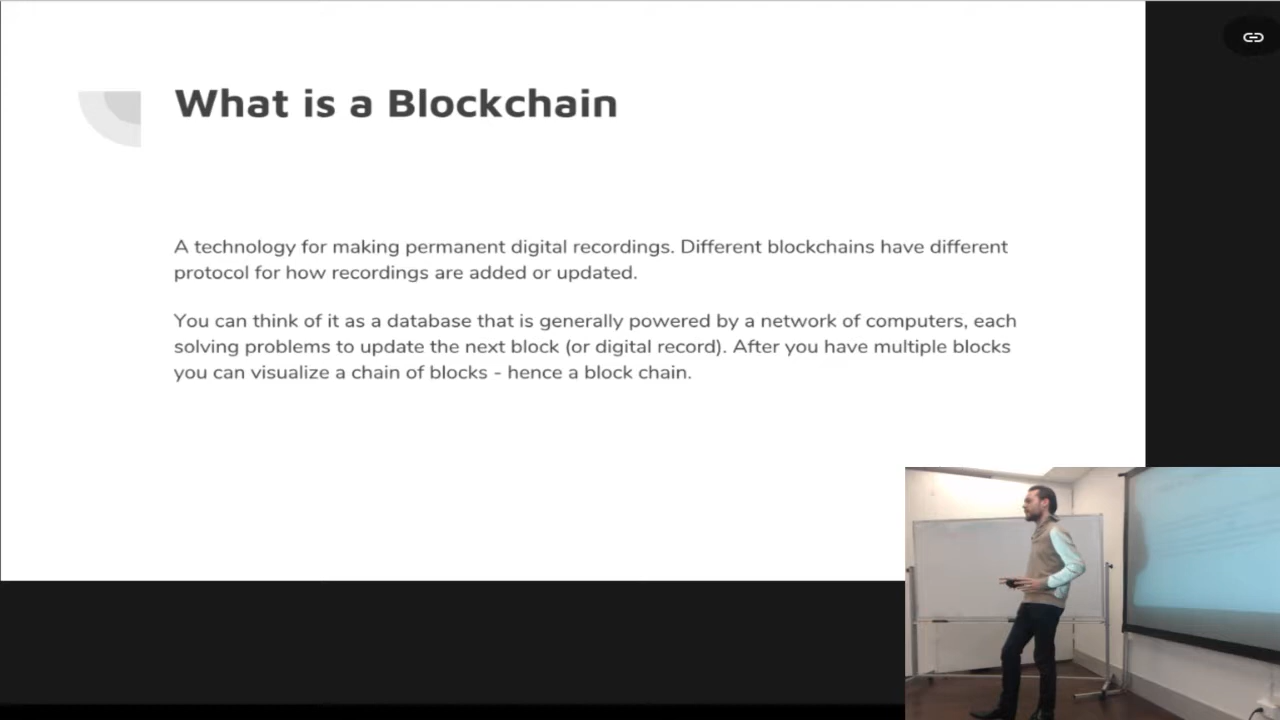 What is a Blockchain
A technology for making permanent digital recordings. Different blockchains have different
protocol for how recordings are added or updated.
You can think of it as a database that is generally powered by a network of computers, each
solving problems to update the next block (or digital record). After you have multiple blocks
you can visualize a chain of blocks - hence a block chain.